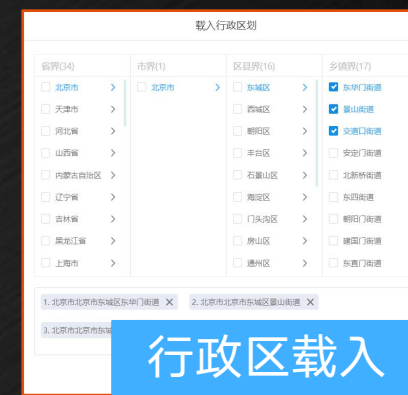 载入行政区划
省界(34) 市界(1) 区县界(16) 乡镇界(17)
北京市 北京市 东城区 东华门街道
天津市 西城区 景山街道
河北省 朝阳区 交道口街道
山西省 丰台区 安定门街道
内蒙古自治区 石景山区 北新桥街道
辽宁省 海淀区 东四街道
吉林省 门头沟区 朝阳门街道
黑龙江省 房山区 建国门街道
上海市 通州区 东直门街道
1. 北京市北京市东城区东华门街道 X 2. 北京市北京市东城区景山街道 X
3. 北京市北京市东城
行政区载入